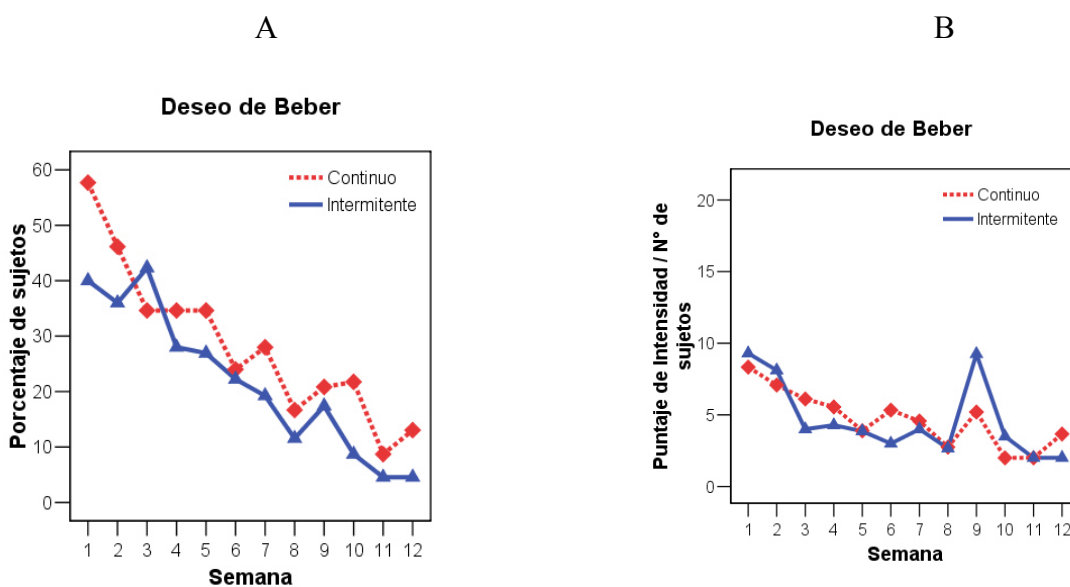 A
Deseo de Beber
Porcentaje de sujetos
60
50
40
30
20
10
0
Continuo
Intermitente
1 2 3 4 5 6 7 8 9 10 11 12
Semana
B
Deseo de Beber
Puntaje de Intensidad / N° de
sujetos
20
15
10
5
0
Continuo
Intermitente
1 2 3 4 5 6 7 8 9 10 11 12
Semana